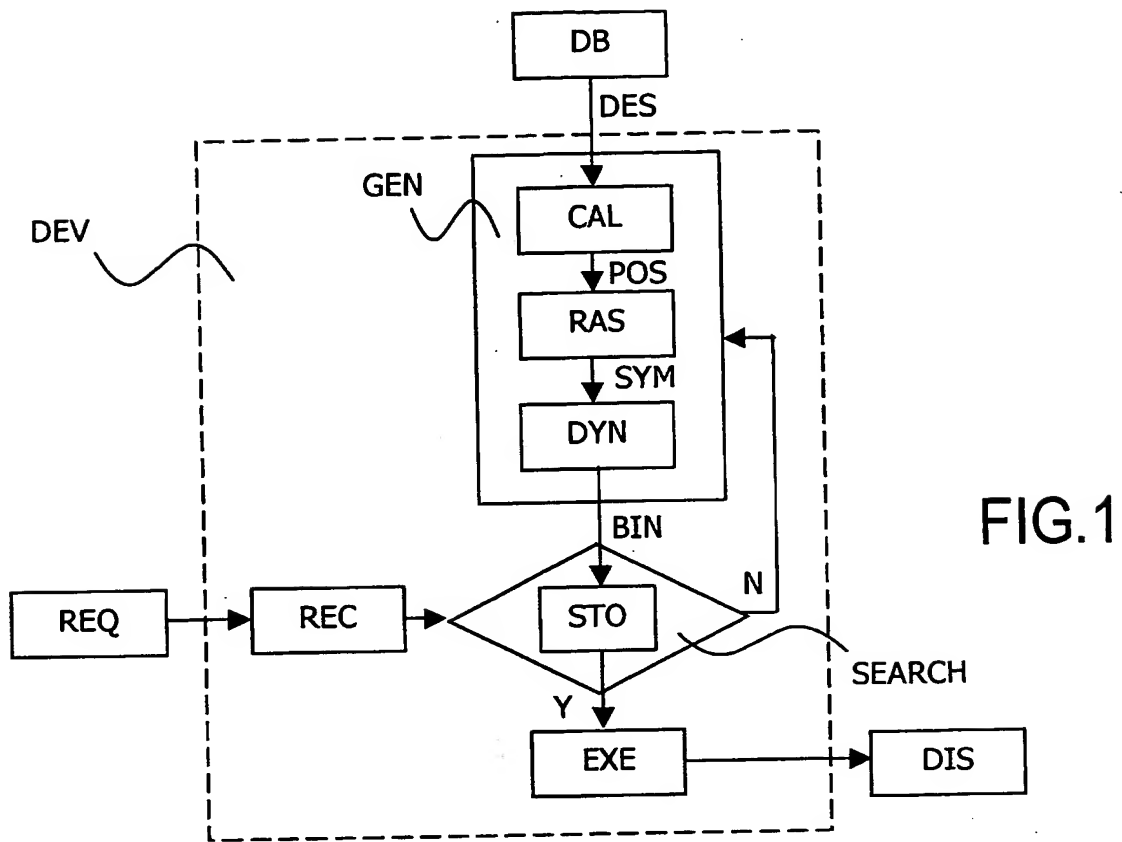 DB
DES
GEN
CAL
DEV
POS
RAS
SYM
DYN
FIG.1
BIN
N
REQ
REC
STO
SEARCH
Y
EXE
DIS